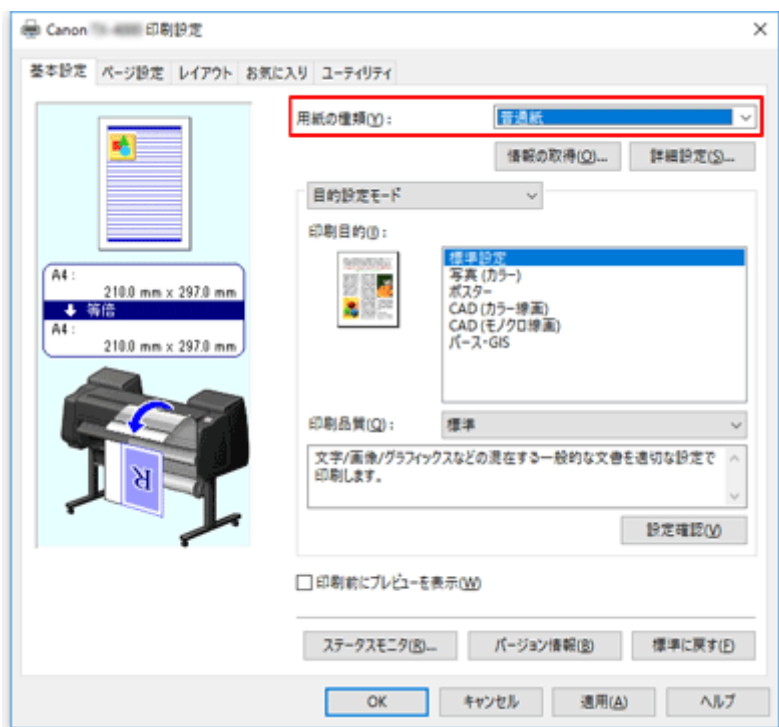 Canon 印刷設定
基本設定 ページ設定 レイアウト お気に入り ユーティリティ
用紙の種類(Y): 普通紙
情報の取得(O)... 詳細設定(S)...
目的設定モード
印刷目的(I):
標準設定
写真 (カラー)
ポスター
CAD (カラー線画)
CAD (モノクロ線画)
パース・GIS
A4 :
210.0 mm x 297.0 mm
等倍
A4 :
210.0 mm x 297.0 mm
R
印刷品質(Q): 標準
文字/画像/グラフィックスなどの混在する一般的な文書を適切な設定で
印刷します。
設定確認(V)
印刷前にプレビューを表示(W)
ステータスモニタ(R)... バージョン情報(B) 標準に戻す(F)
OK キャンセル 適用(A) ヘルプ